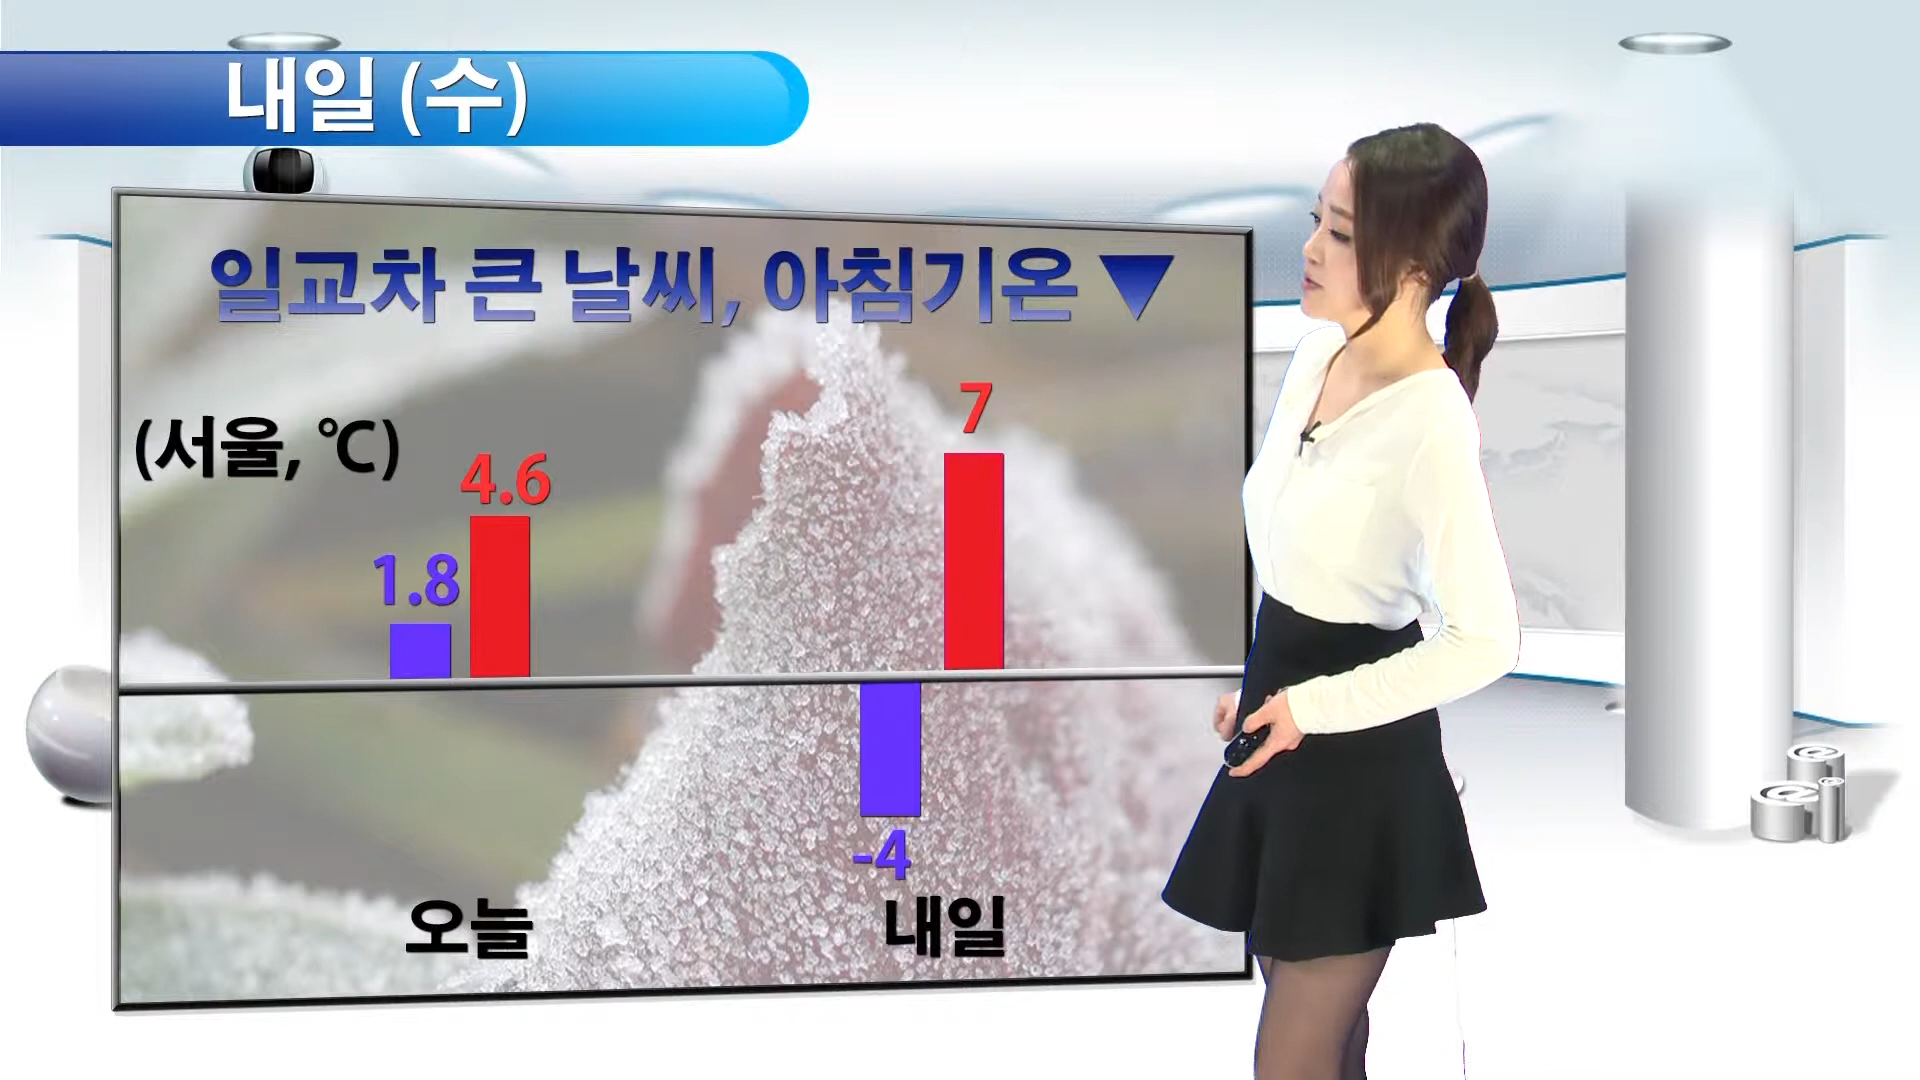 내일 (수)
일교차 큰 날씨, 아침기온 ▼
(서울, ℃)
7
4.6
1.8
-4
오늘
내일
@
@
@